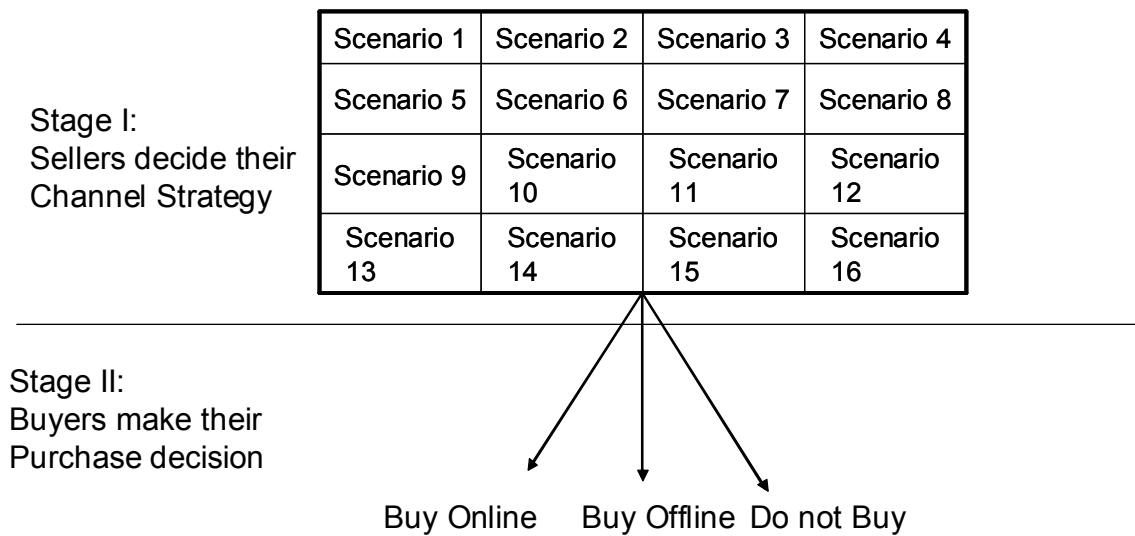 Scenario 1 Scenario 2 Scenario 3 Scenario 4
Scenario 5 Scenario 6 Scenario 7 Scenario 8
Scenario 9 Scenario 10 Scenario 11 Scenario 12
Scenario 13 Scenario 14 Scenario 15 Scenario 16
Stage I:
Sellers decide their
Channel Strategy
Stage II:
Buyers make their
Purchase decision
Buy Online Buy Offline Do not Buy